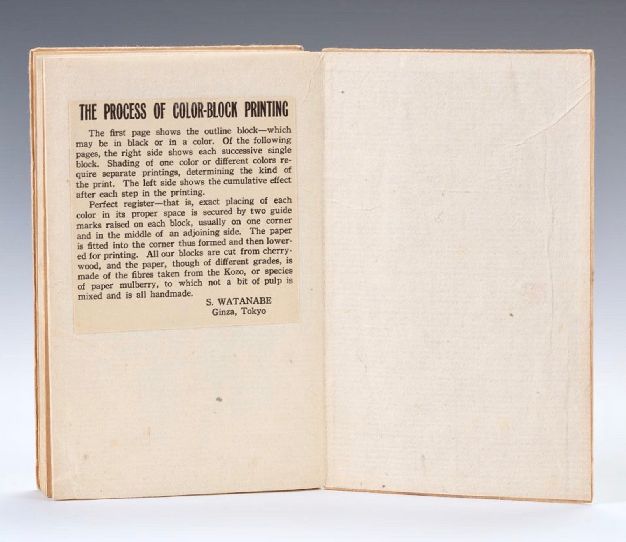 THE PROCESS OF COLOR-BLOCK PRINTING
The first page shows the outline block—which
may be in black or in a color. Of the following
pages, the right side shows each successive single
block. Shading of one color or different colors re-
quire separate printings, determining the kind of
the print. The left side shows the cumulative effect
after each step in the printing.
Perfect register—that is, exact placing of each
color in its proper space is secured by two guide
marks raised on each block, usually on one corner
and in the middle of an adjoining side. The paper
is fitted into the corner thus formed and then lower-
ed for printing. All our blocks are cut from cherry-
wood, and the paper, though of different grades, is
made of the fibres taken from the Kozo, or species
of paper mulberry, to which not a bit of pulp is
mixed and is all handmade.
S. WATANABE
Ginza, Tokyo